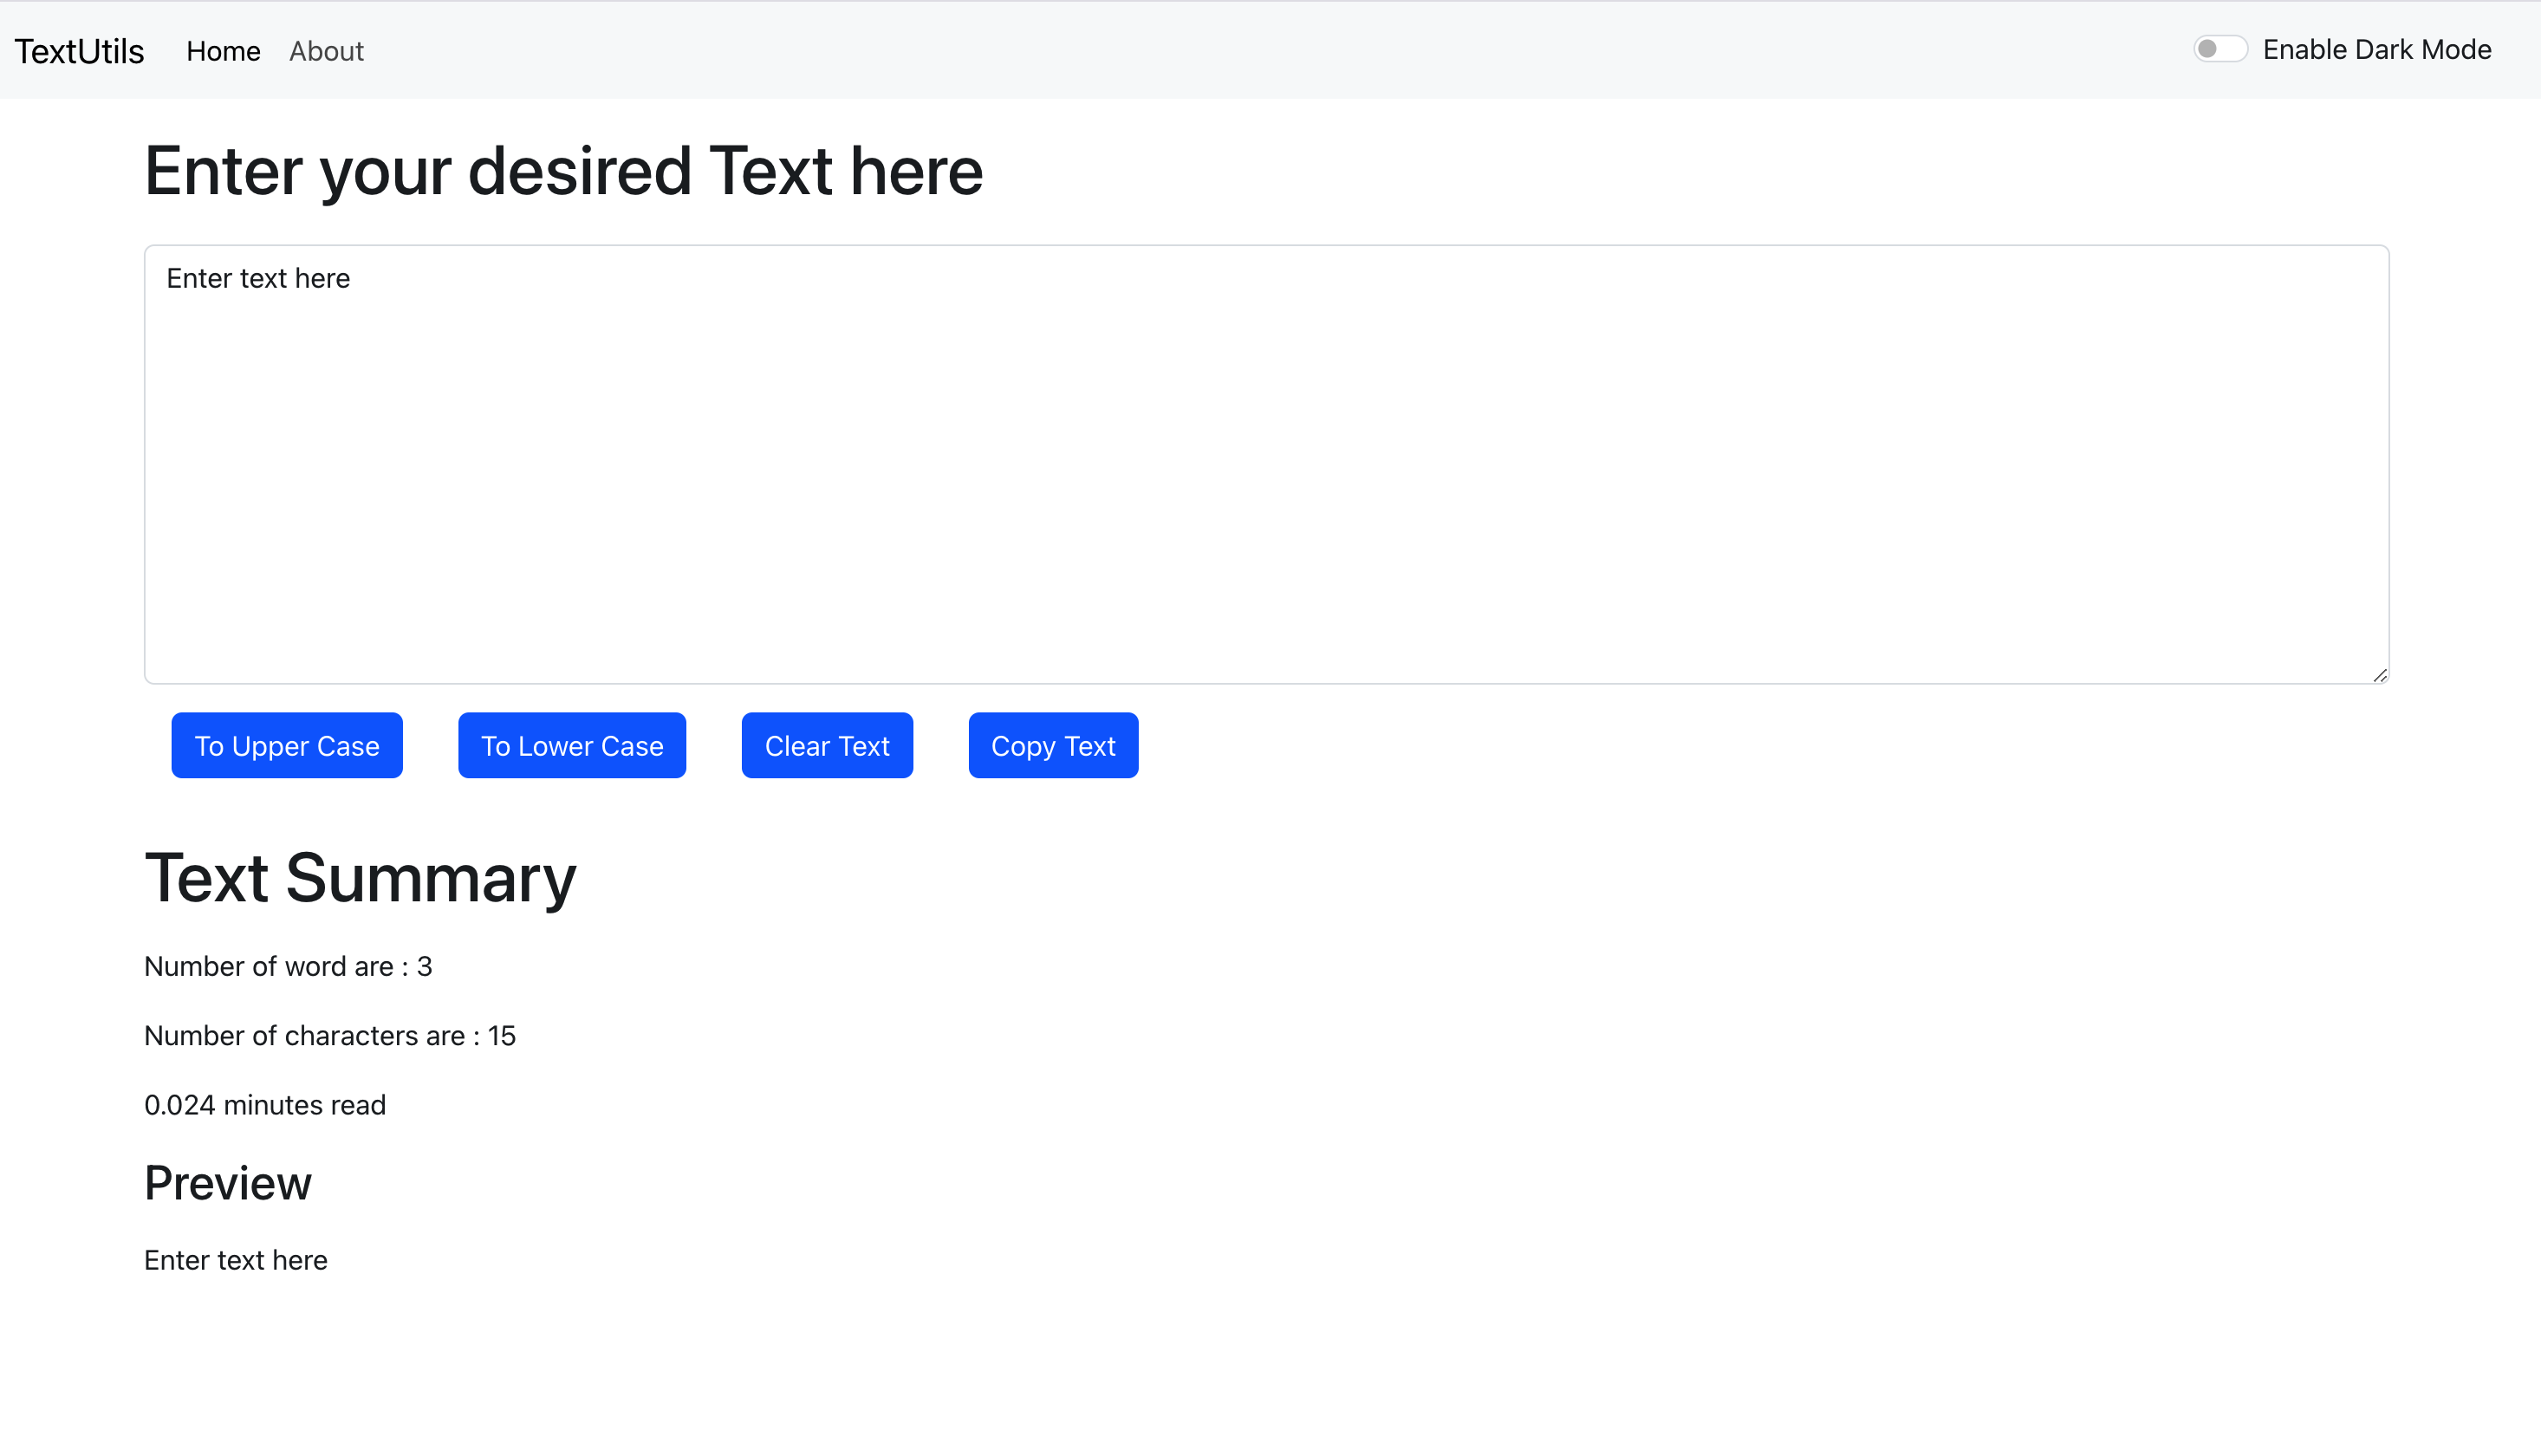 TextUtils Home About Enable Dark Mode
Enter your desired Text here
Enter text here
To Upper Case To Lower Case Clear Text Copy Text
Text Summary
Number of word are : 3
Number of characters are : 15
0.024 minutes read
Preview
Enter text here